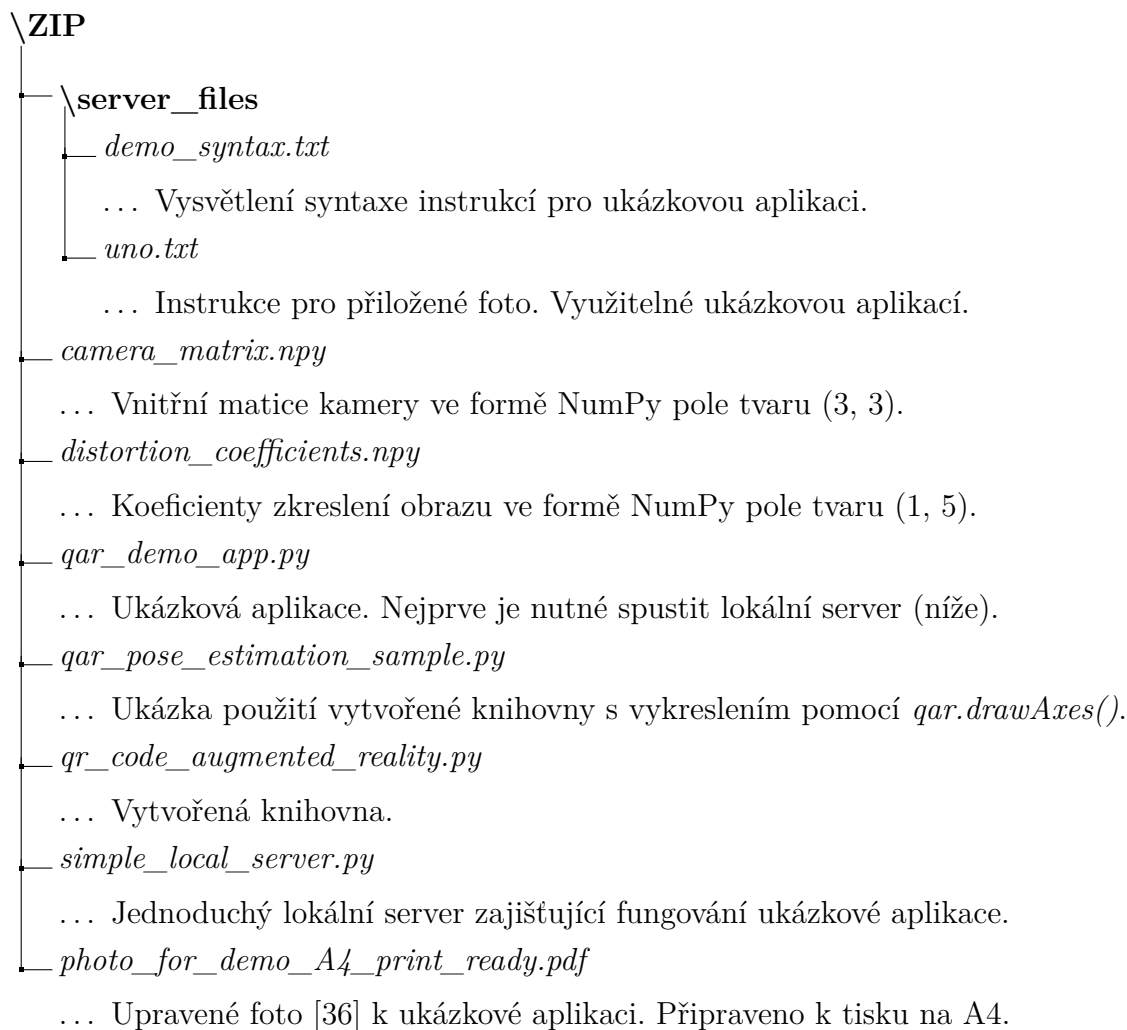 \ZIP
\server_files
demo_syntax.txt
... Vysvětlení syntaxe instrukcí pro ukázkovou aplikaci.
uno.txt
... Instrukce pro přiložené foto. Využitelné ukázkovou aplikací.
camera_matrix.npy
... Vnitřní matice kamery ve formě NumPy pole tvaru (3, 3).
distortion_coefficients.npy
... Koeficienty zkreslení obrazu ve formě NumPy pole tvaru (1, 5).
qar_demo_app.py
... Ukázková aplikace. Nejprve je nutné spustit lokální server (níže).
qar_pose_estimation_sample.py
... Ukázka použití vytvořené knihovny s vykreslením pomocí qar.drawAxes().
qr_code_augmented_reality.py
... Vytvořená knihovna.
simple_local_server.py
... Jednoduchý lokální server zajišťující fungování ukázkové aplikace.
photo_for_demo_A4_print_ready.pdf
... Upravené foto [36] k ukázkové aplikaci. Připraveno k tisku na A4.